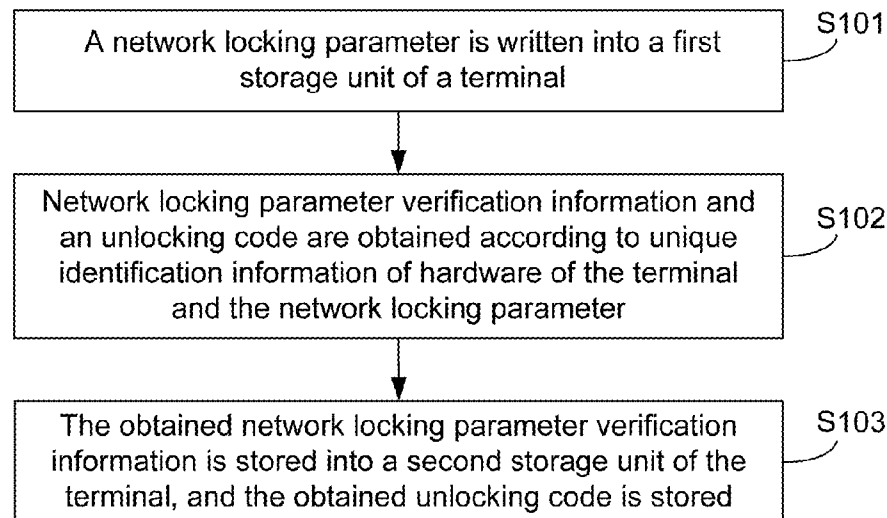 A network locking parameter is written into a first
storage unit of a terminal
S101
Network locking parameter verification information and
an unlocking code are obtained according to unique
identification information of hardware of the terminal
and the network locking parameter
S102
The obtained network locking parameter verification
information is stored into a second storage unit of the
terminal, and the obtained unlocking code is stored
S103